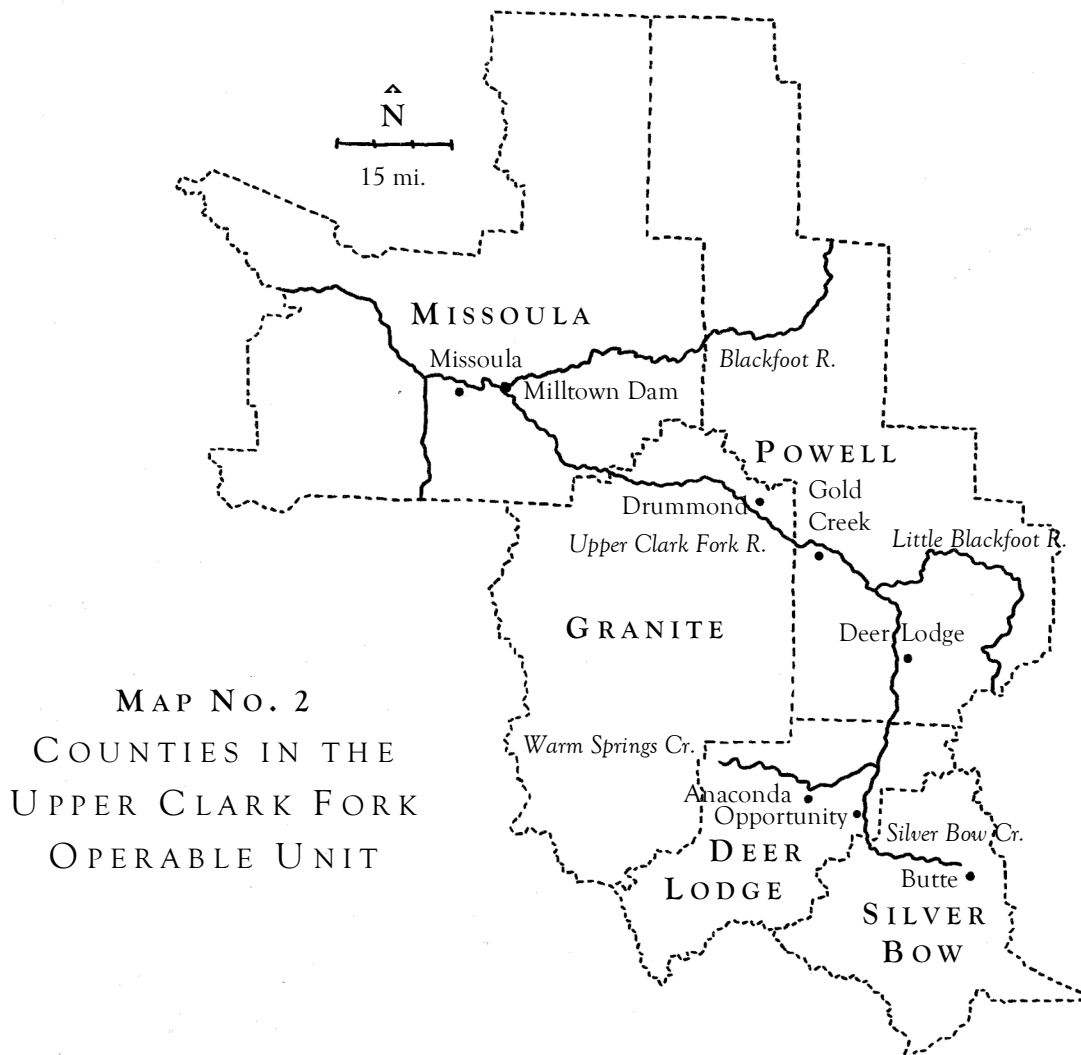 N
15 mi.
MISSOULA
Missoula
Blackfoot R.
Milltown Dam
POWELL
Gold
Creek
Drummond
Upper Clark Fork R.
Little Blackfoot R.
GRANITE
Deer Lodge
MAP NO. 2
COUNTIES IN THE
UPPER CLARK FORK
OPERABLE UNIT
Warm Springs Cr.
Anaconda
Opportunity
Silver Bow Cr.
DEER
LODGE
Butte
SILVER
BOW